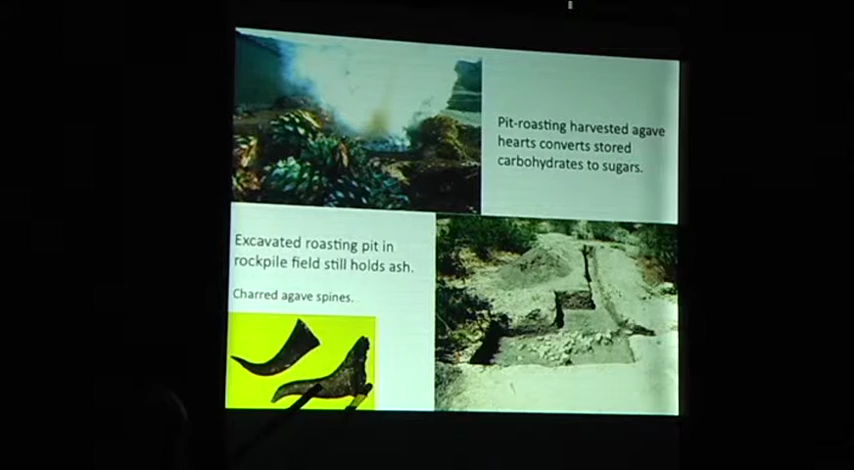 Pit-roasting harvested agave
hearts converts stored
carbohydrates to sugars.
Excavated roasting pit in
rockpile field still holds ash.
Charred agave spines.